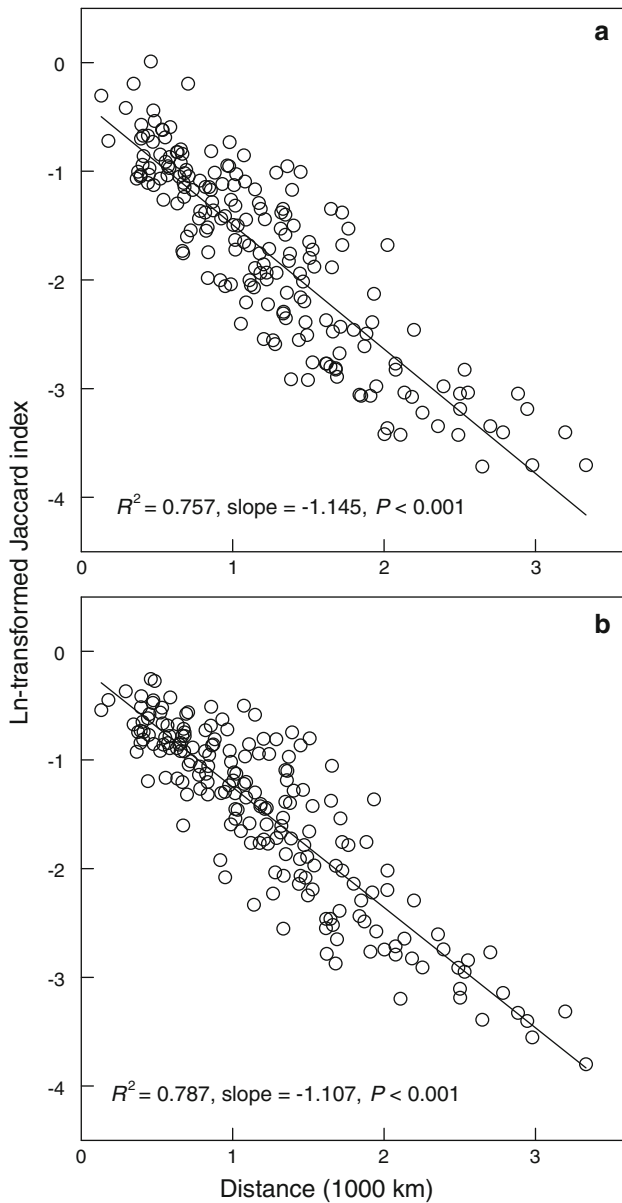 a
0
-1
-2
-3
-4
R² = 0.757, slope = -1.145, P < 0.001
0 1 2 3
Ln-transformed Jaccard index
b
0
-1
-2
-3
-4
R² = 0.787, slope = -1.107, P < 0.001
0 1 2 3
Distance (1000 km)